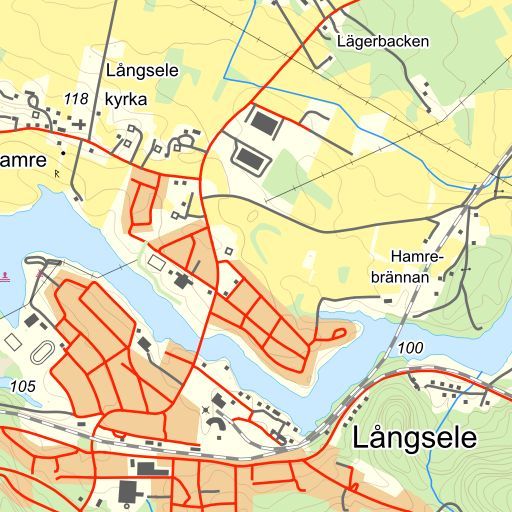 Lägerbacken
Långsele
kyrka
118
amre
R
Hamre-
brännan
100
105
Långsele